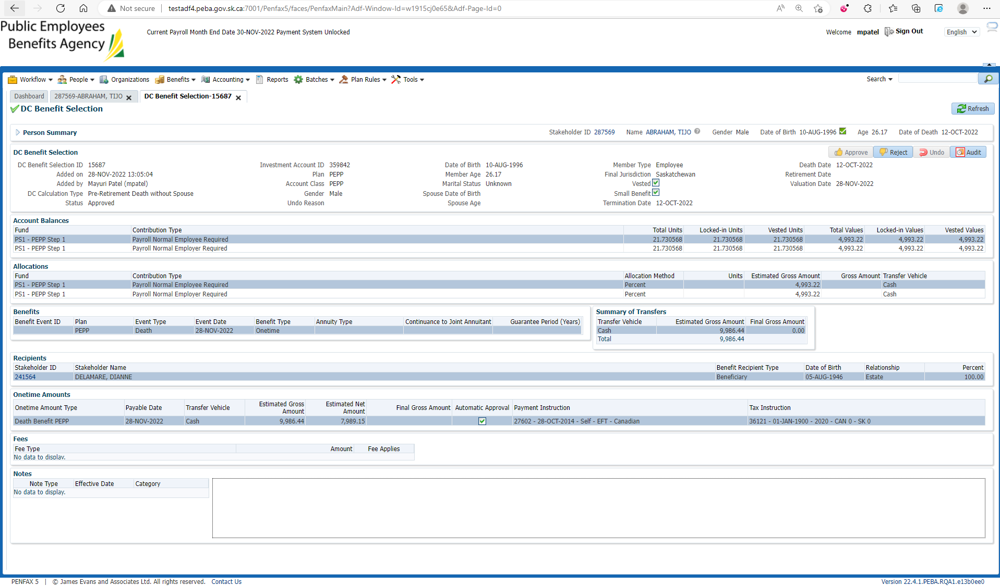 Not secure | testadf4.peba.gov.sk.ca:7001/Penfax5/faces/PenfaxMain?Adf-Window-Id=w1915cj0e65&Adf-Page-Id=0
Public Employees
Benefits Agency
Current Payroll Month End Date 30-NOV-2022 Payment System Unlocked
Welcome mpatel Sign Out English
Workflow People Organizations Benefits Accounting Reports Batches Plan Rules Tools Search
Dashboard 287569-ABRAHAM, TIJO DC Benefit Selection-15687
DC Benefit Selection Refresh
Person Summary Stakeholder ID 287569 Name ABRAHAM, TIJO Gender Male Date of Birth 10-AUG-1996 Age 26.17 Date of Death 12-OCT-2022
DC Benefit Selection Approve Reject Undo Audit
DC Benefit Selection ID 15687 Investment Account ID 359842 Date of Birth 10-AUG-1996 Member Type Employee Death Date 12-OCT-2022
Added on 28-NOV-2022 13:05:04 Plan PEPP Member Age 26.17 Final Jurisdiction Saskatchewan Retirement Date
Added by Mayuri Patel (mpatel) Account Class PEPP Marital Status Unknown Vested Valuation Date 28-NOV-2022
DC Calculation Type Pre-Retirement Death without Spouse Gender Male Spouse Date of Birth Small Benefit
Status Approved Undo Reason Spouse Age Termination Date 12-OCT-2022
Account Balances
Fund Contribution Type Total Units Locked-in Units Vested Units Total Values Locked-in Values Vested Values
PS1 - PEPP Step 1 Payroll Normal Employee Required 21.730568 21.730568 21.730568 4,993.22 4,993.22 4,993.22
PS1 - PEPP Step 1 Payroll Normal Employer Required 21.730568 21.730568 21.730568 4,993.22 4,993.22 4,993.22
Allocations
Fund Contribution Type Allocation Method Units Estimated Gross Amount Gross Amount Transfer Vehicle
PS1 - PEPP Step 1 Payroll Normal Employee Required Percent 4,993.22 Cash
PS1 - PEPP Step 1 Payroll Normal Employer Required Percent 4,993.22 Cash
Benefits
Benefit Event ID Plan Event Type Event Date Benefit Type Annuity Type Continuance to Joint Annuitant Guarantee Period (Years)
PEPP Death 28-NOV-2022 Onetime
Summary of Transfers
Transfer Vehicle Estimated Gross Amount Final Gross Amount
Cash 9,986.44 0.00
Total 9,986.44
Recipients
Stakeholder ID Stakeholder Name Benefit Recipient Type Date of Birth Relationship Percent
241564 DELAMARE, DIANNE Beneficiary 05-AUG-1946 Estate 100.00
Onetime Amounts
Onetime Amount Type Payable Date Transfer Vehicle Estimated Gross Amount Estimated Net Amount Final Gross Amount Automatic Approval Payment Instruction Tax Instruction
Death Benefit PEPP 28-NOV-2022 Cash 9,986.44 7,989.15 27602 - 28-OCT-2014 - Self - EFT - Canadian 36121 - 01-JAN-1900 - 2020 - CAN 0 - SK 0
Fees
Fee Type Amount Fee Applies
No data to display.
Notes
Note Type Effective Date Category
No data to display.
PENFAX 5 | © James Evans and Associates Ltd. All rights reserved. Contact Us Version 22.4.1.PEBA.RQA1.e13b0ee0